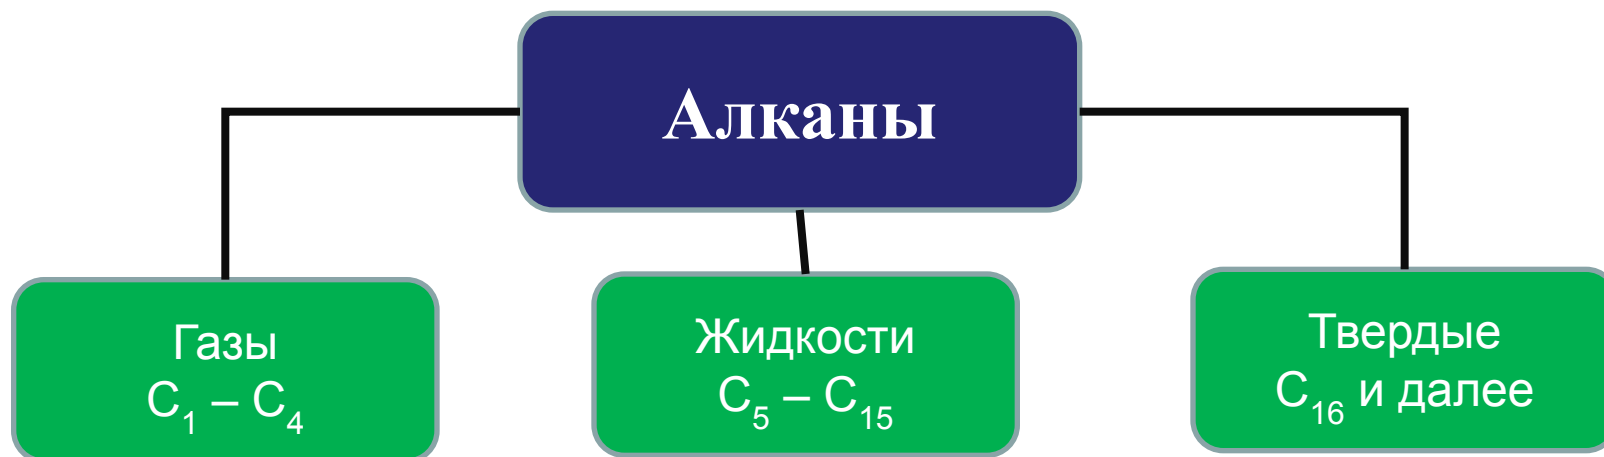 Алканы
Газы
C₁ – C₄
Жидкости
C₅ – C₁₅
Твердые
C₁₆ и далее